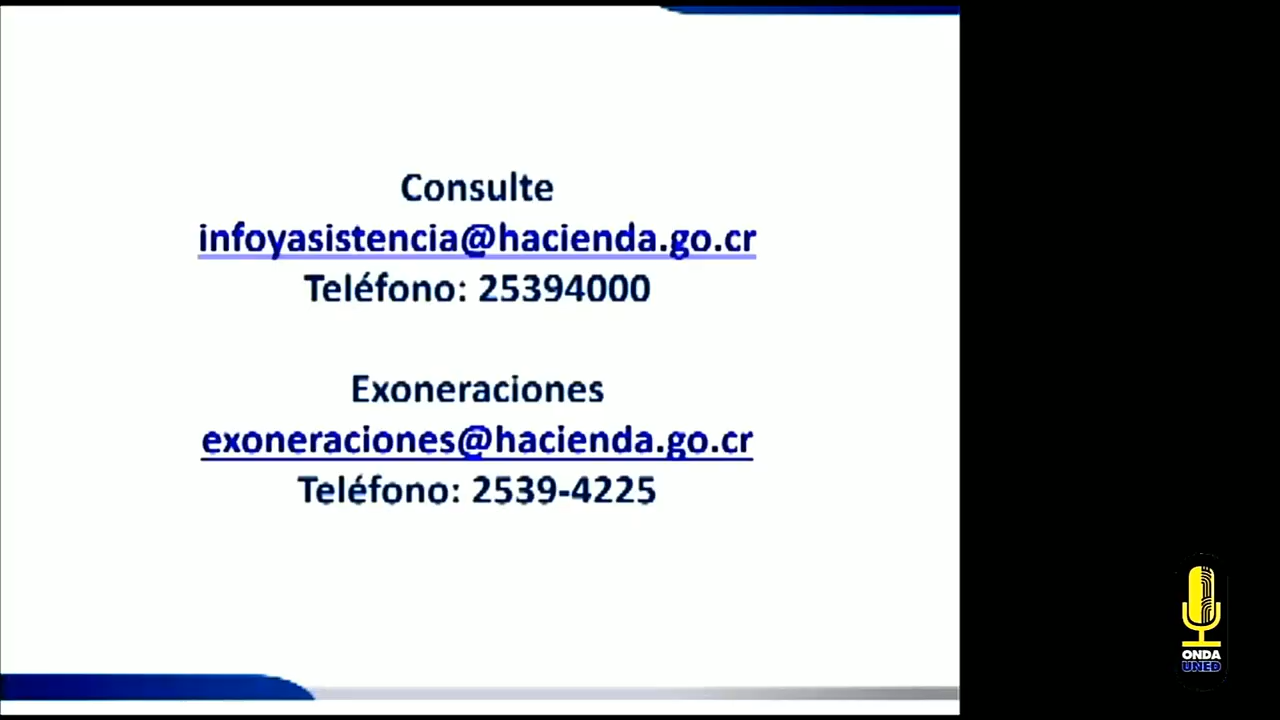 Consulte
infoyasistencia@hacienda.go.cr
Teléfono: 25394000
Exoneraciones
exoneraciones@hacienda.go.cr
Teléfono: 2539-4225
ONDA
UNED